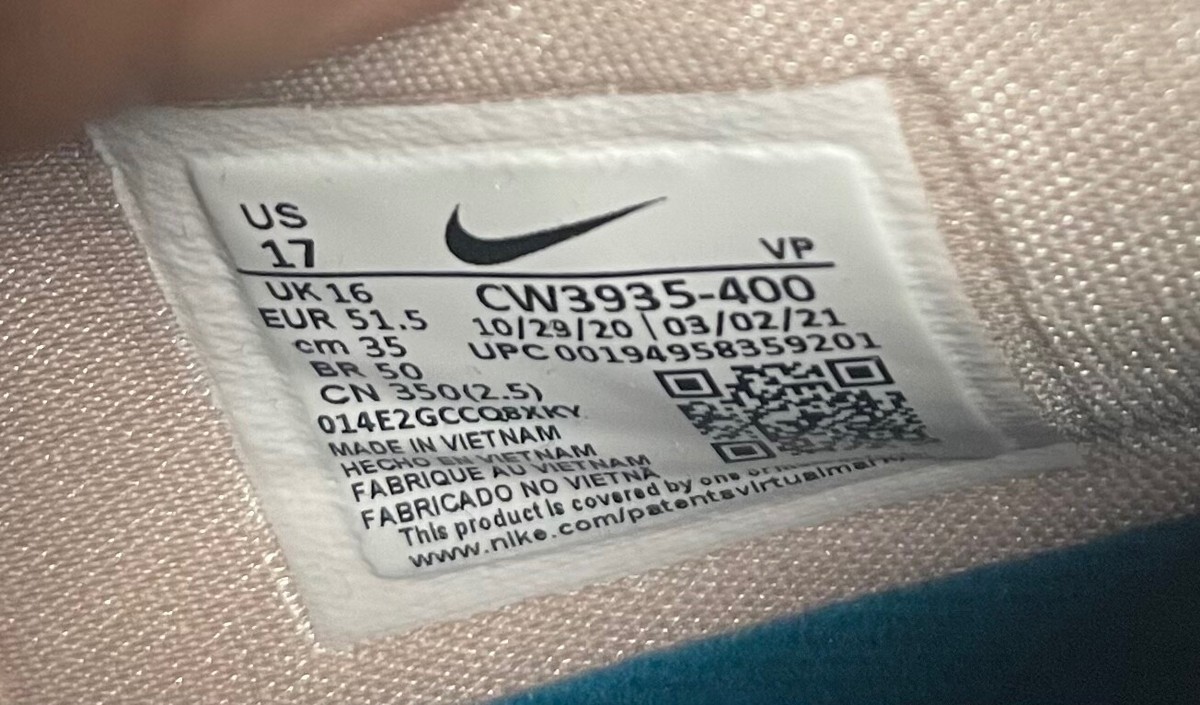 US
17
VP
UK 16
EUR 51.5
cm 35
BR 50
CN 350(2.5)
CW3935-400
10/29/20 | 03/02/21
UPC 00194958359201
014E2GCCQ8XKY
MADE IN VIETNAM
HECHO EN VIETNAM
FABRIQUE AU VIETNAM
FABRICADO NO VIETNA
This product is covered by one or
www.nike.com/patentsvirtualmar